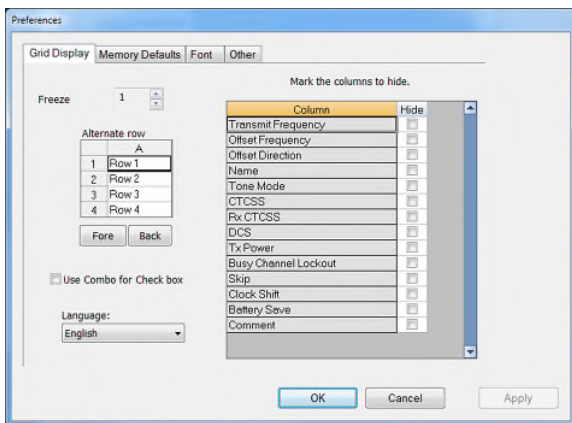 Preferences
Grid Display Memory Defaults Font Other
Mark the columns to hide.
Freeze 1
Alternate row
A
1 Row 1
2 Row 2
3 Row 3
4 Row 4
Fore Back
Use Combo for Check box
Language:
English
Column Hide
Transmit Frequency
Offset Frequency
Offset Direction
Name
Tone Mode
CTCSS
Rx CTCSS
DCS
Tx Power
Busy Channel Lockout
Skip
Clock Shift
Battery Save
Comment
OK Cancel Apply